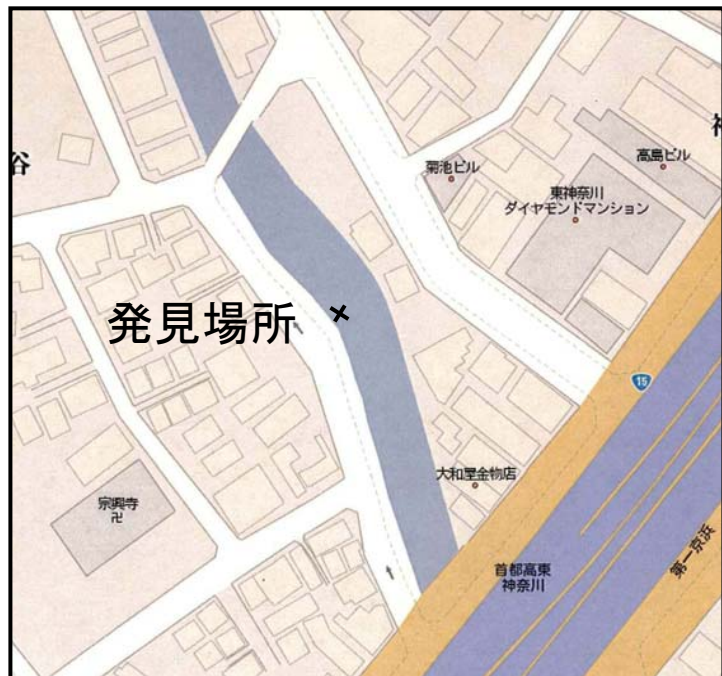 谷
菊池ビル
高島ビル
東神奈川
ダイヤモンドマンション
発見場所
15
大和屋金物店
宗興寺
卍
首都高東
神奈川
第一京浜